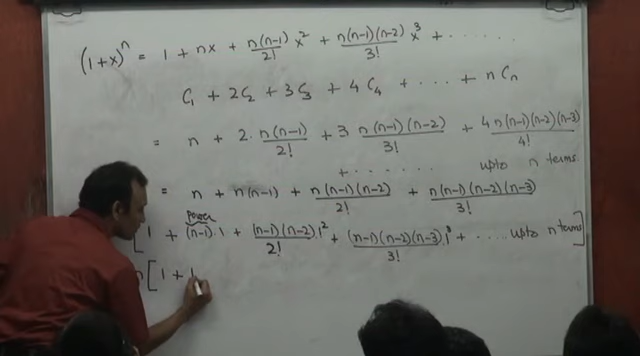 (1+x)^n = 1 + nx + n(n-1)/2! x^2 + n(n-1)(n-2)/3! x^3 + . . . . . .
C1 + 2C2 + 3C3 + 4C4 + . . . + nCn
= n + 2. n(n-1)/2! + 3 n(n-1)(n-2)/3! + 4n(n-1)(n-2)(n-3)/4!
+ . . . . . . upto n terms.
= n + n(n-1) + n(n-1)(n-2)/2! + n(n-1)(n-2)(n-3)/3!
Power
[1 + (n-1).1 + (n-1)(n-2)/2! 1^2 + (n-1)(n-2)(n-3)/3! 1^3 + . . . . upto n terms]
n[1 + 1